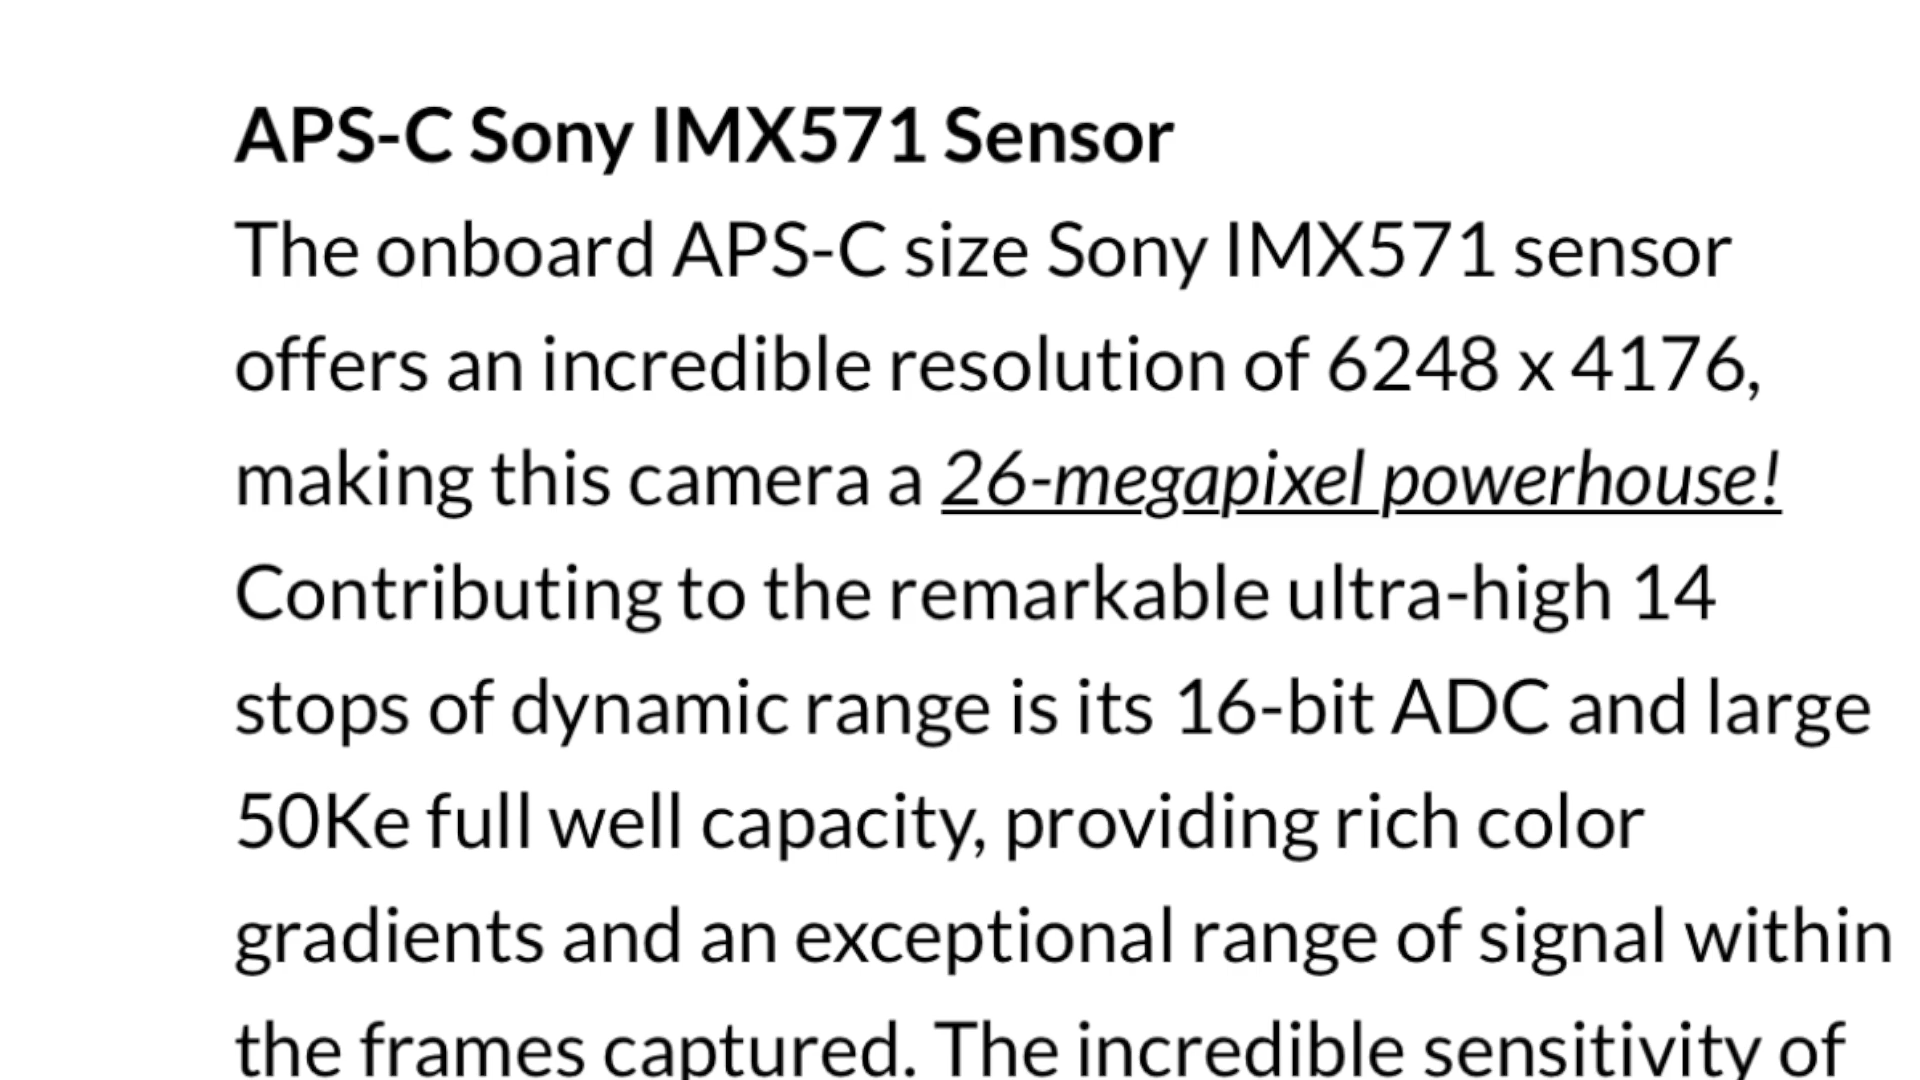 APS-C Sony IMX571 Sensor
The onboard APS-C size Sony IMX571 sensor
offers an incredible resolution of 6248 x 4176,
making this camera a 26-megapixel powerhouse!
Contributing to the remarkable ultra-high 14
stops of dynamic range is its 16-bit ADC and large
50Ke full well capacity, providing rich color
gradients and an exceptional range of signal within
the frames captured. The incredible sensitivity of